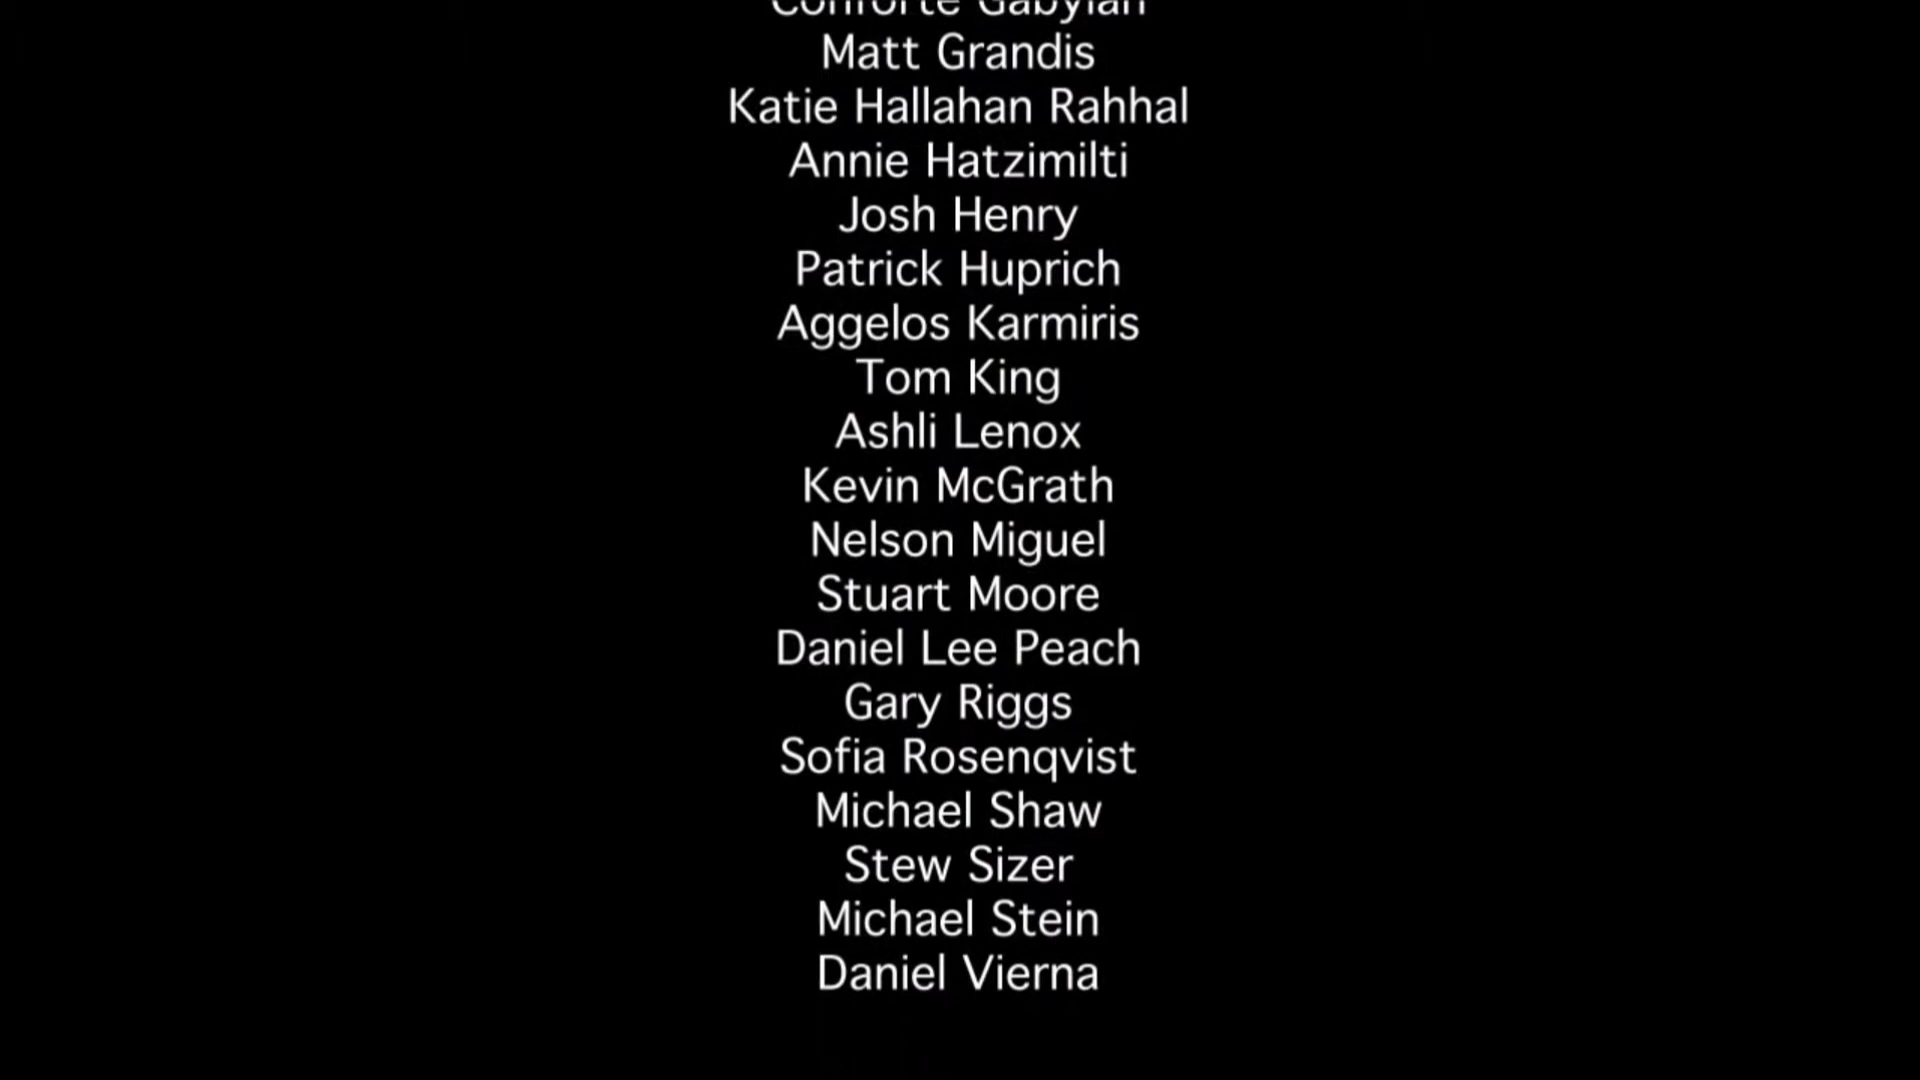 Conforte Gabyian
Matt Grandis
Katie Hallahan Rahhal
Annie Hatzimilti
Josh Henry
Patrick Huprich
Aggelos Karmiris
Tom King
Ashli Lenox
Kevin McGrath
Nelson Miguel
Stuart Moore
Daniel Lee Peach
Gary Riggs
Sofia Rosenqvist
Michael Shaw
Stew Sizer
Michael Stein
Daniel Vierna